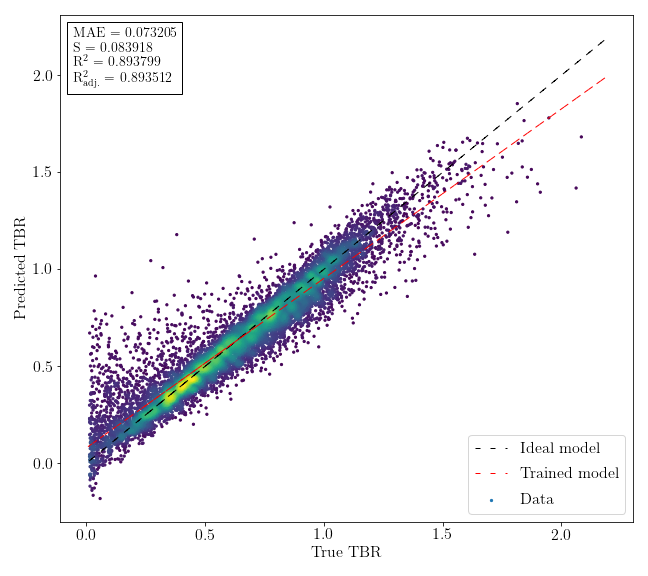 MAE = 0.073205
S = 0.083918
R² = 0.893799
R²adj. = 0.893512
2.0
1.5
1.0
0.5
0.0
Predicted TBR
Ideal model
Trained model
Data
0.0 0.5 1.0 1.5 2.0
True TBR